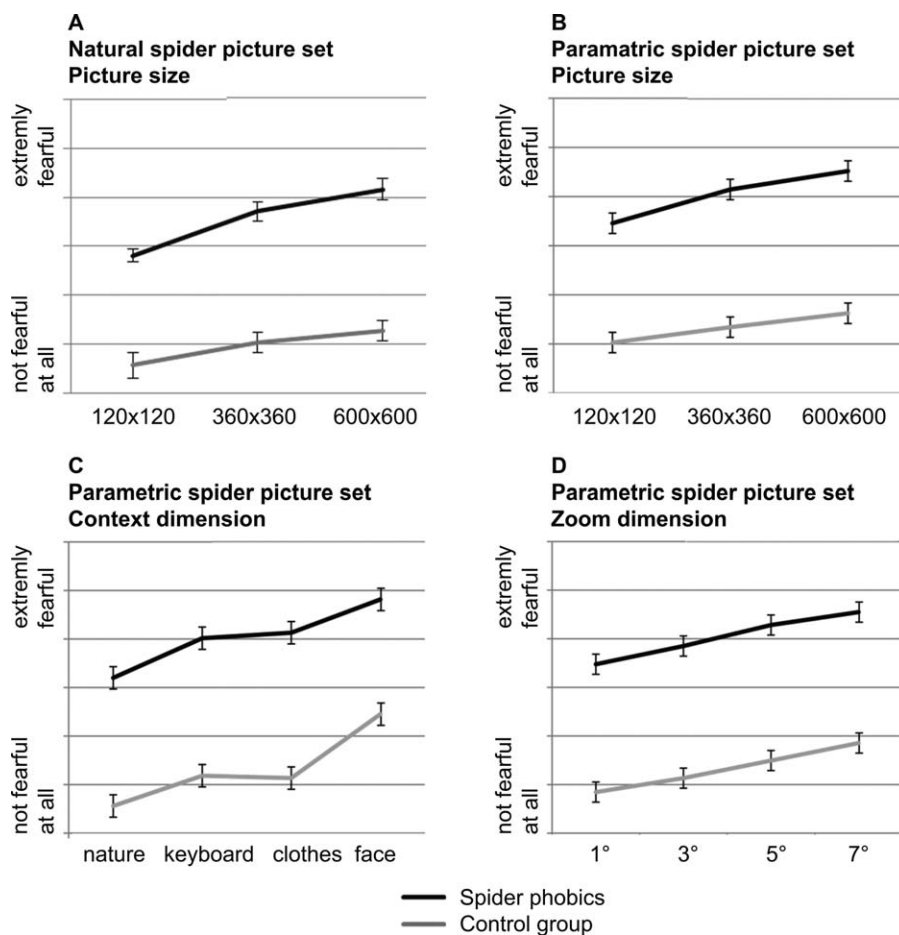 A
Natural spider picture set
Picture size
extremly
fearful
not fearful
at all
120x120 360x360 600x600
B
Paramatric spider picture set
Picture size
extremly
fearful
not fearful
at all
120x120 360x360 600x600
C
Parametric spider picture set
Context dimension
extremly
fearful
not fearful
at all
nature keyboard clothes face
D
Parametric spider picture set
Zoom dimension
extremly
fearful
not fearful
at all
1° 3° 5° 7°
Spider phobics
Control group